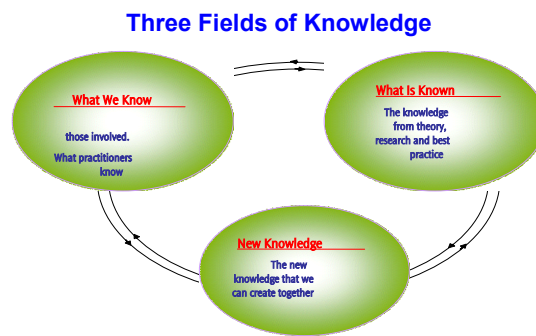 Three Fields of Knowledge
What We Know
those involved.
What practitioners
know
What Is Known
The knowledge
from theory,
research and best
practice
New Knowledge
The new
knowledge that we
can create together